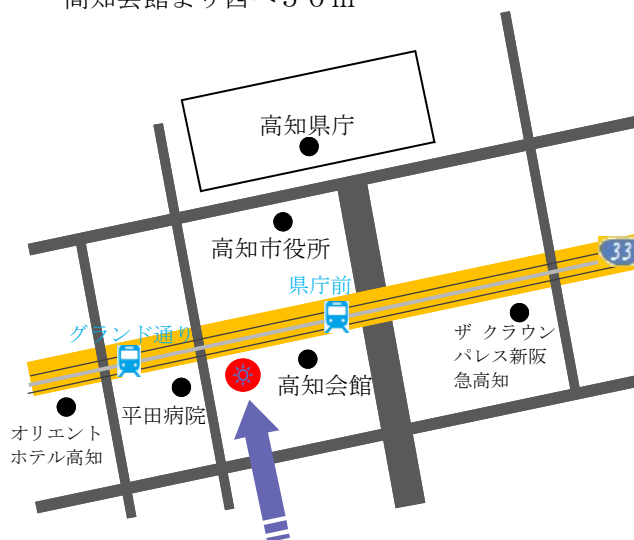 高知会館より西へ50m
高知県庁
高知市役所
県庁前
33
グランド通り
ザ クラウン
パレス新阪
急高知
高知会館
平田病院
オリエント
ホテル高知